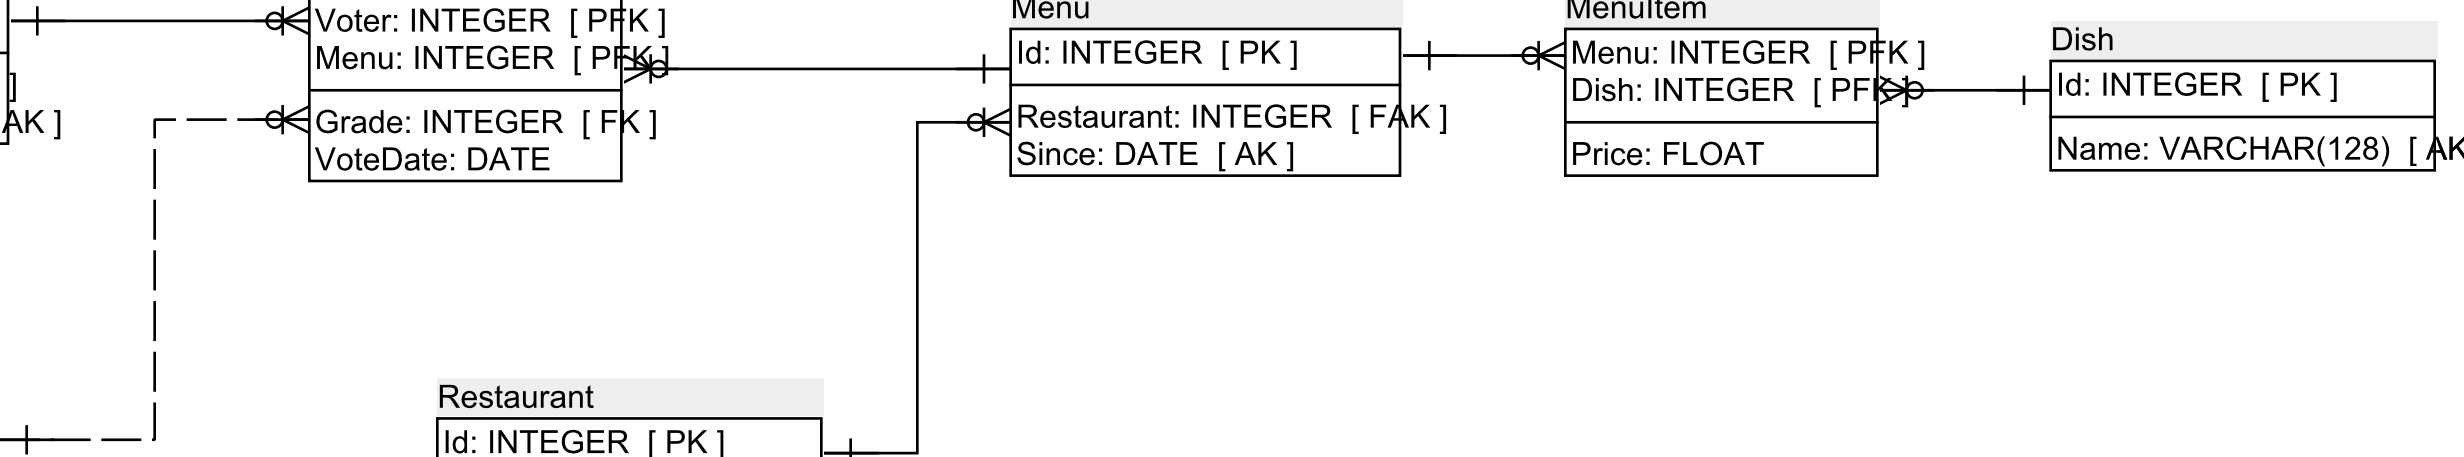 ]
AK ]
Voter: INTEGER [ PFK ]
Menu: INTEGER [ PFK ]
Grade: INTEGER [ FK ]
VoteDate: DATE
Menu
Id: INTEGER [ PK ]
Restaurant: INTEGER [ FAK ]
Since: DATE [ AK ]
MenuItem
Menu: INTEGER [ PFK ]
Dish: INTEGER [ PFK ]
Price: FLOAT
Dish
Id: INTEGER [ PK ]
Name: VARCHAR(128) [ AK
Restaurant
Id: INTEGER [ PK ]